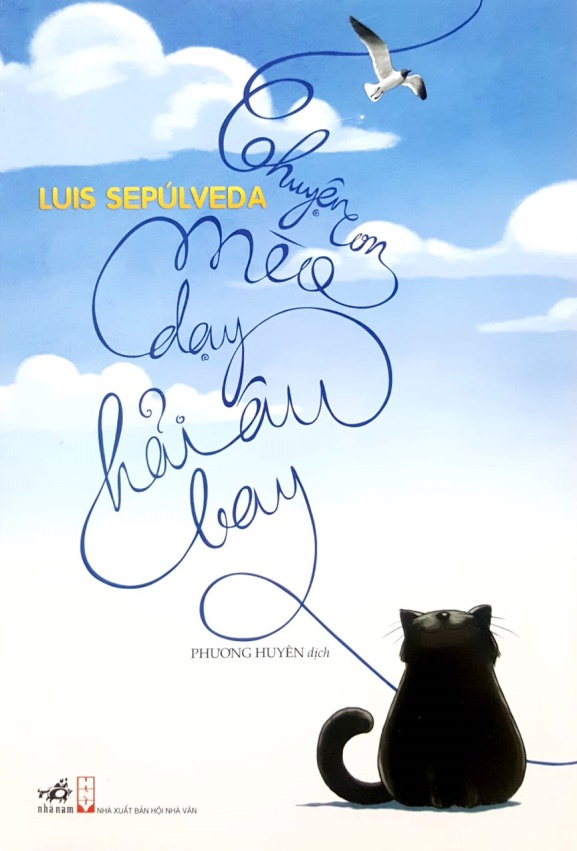 LUIS SEPÚLVEDA
Chuyện con
mèo
dạy
hải âu
bay
PHƯƠNG HUYÊN dịch
nhã nam
NHÀ XUẤT BẢN HỘI NHÀ VĂN